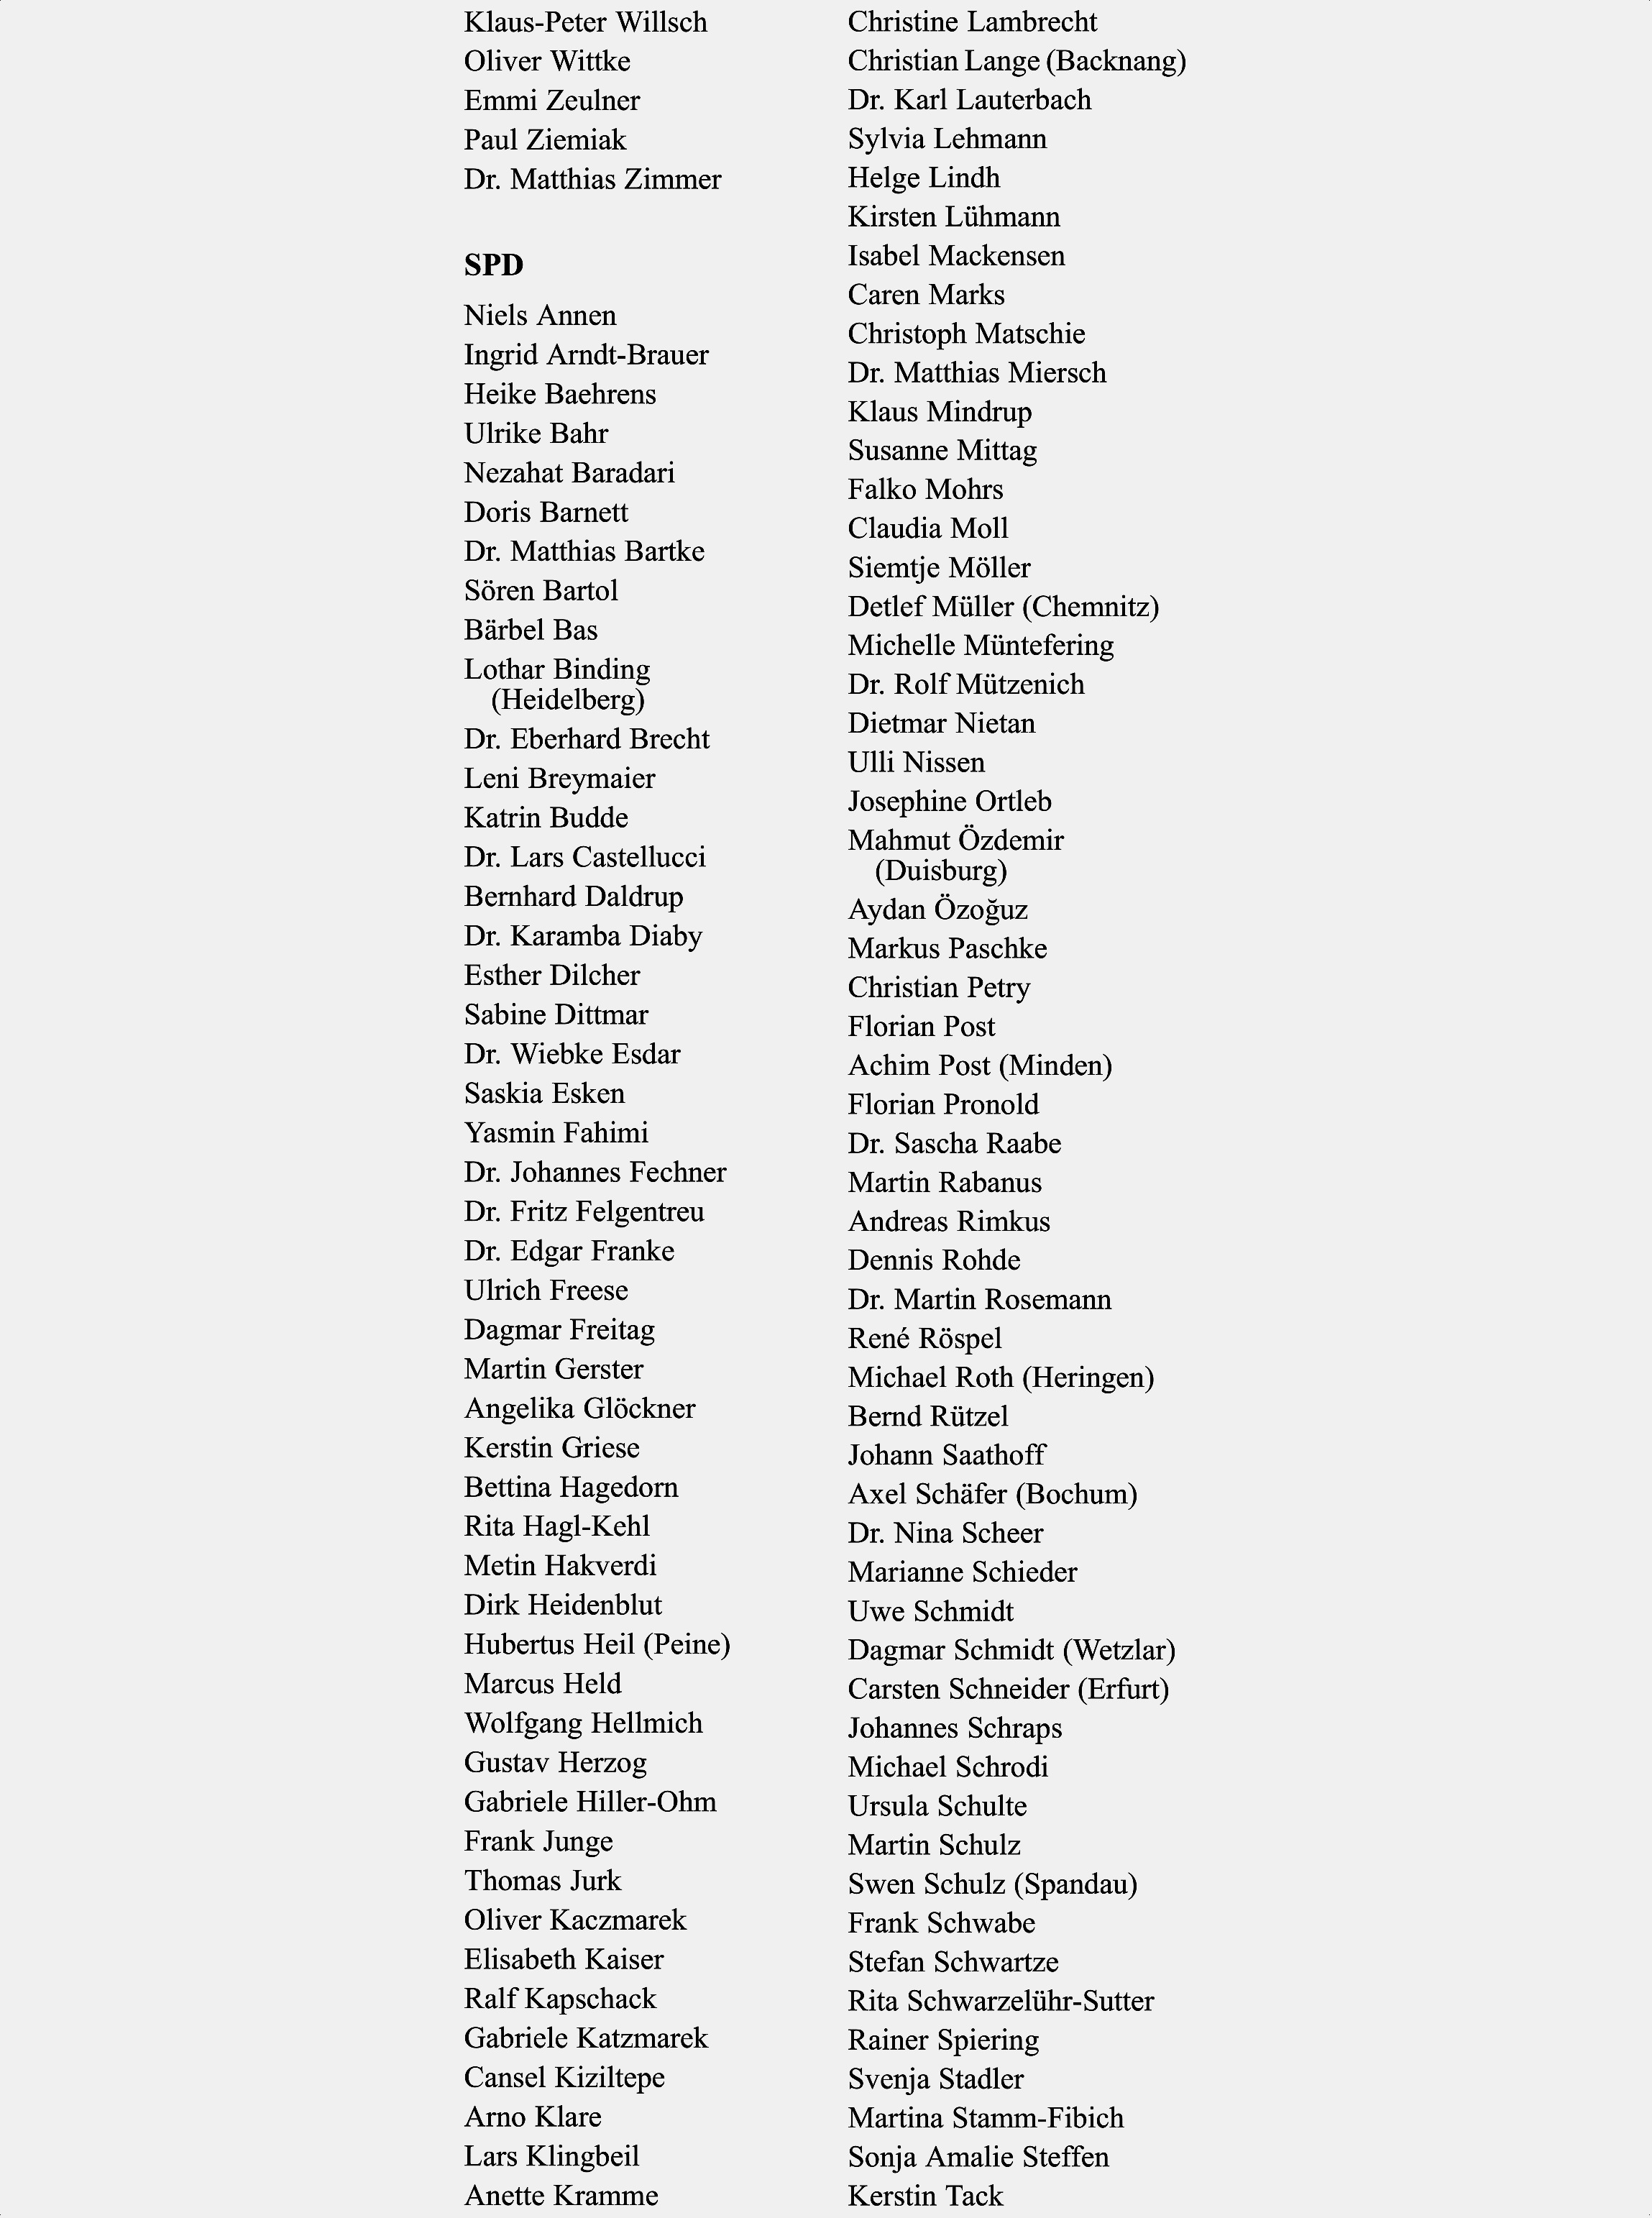 Klaus-Peter Willsch
Oliver Wittke
Emmi Zeulner
Paul Ziemiak
Dr. Matthias Zimmer
SPD
Niels Annen
Ingrid Arndt-Brauer
Heike Baehrens
Ulrike Bahr
Nezahat Baradari
Doris Barnett
Dr. Matthias Bartke
Sören Bartol
Bärbel Bas
Lothar Binding
(Heidelberg)
Dr. Eberhard Brecht
Leni Breymaier
Katrin Budde
Dr. Lars Castellucci
Bernhard Daldrup
Dr. Karamba Diaby
Esther Dilcher
Sabine Dittmar
Dr. Wiebke Esdar
Saskia Esken
Yasmin Fahimi
Dr. Johannes Fechner
Dr. Fritz Felgentreu
Dr. Edgar Franke
Ulrich Freese
Dagmar Freitag
Martin Gerster
Angelika Glöckner
Kerstin Griese
Bettina Hagedorn
Rita Hagl-Kehl
Metin Hakverdi
Dirk Heidenblut
Hubertus Heil (Peine)
Marcus Held
Wolfgang Hellmich
Gustav Herzog
Gabriele Hiller-Ohm
Frank Junge
Thomas Jurk
Oliver Kaczmarek
Elisabeth Kaiser
Ralf Kapschack
Gabriele Katzmarek
Cansel Kiziltepe
Arno Klare
Lars Klingbeil
Anette Kramme
Christine Lambrecht
Christian Lange (Backnang)
Dr. Karl Lauterbach
Sylvia Lehmann
Helge Lindh
Kirsten Lühmann
Isabel Mackensen
Caren Marks
Christoph Matschie
Dr. Matthias Miersch
Klaus Mindrup
Susanne Mittag
Falko Mohrs
Claudia Moll
Siemtje Möller
Detlef Müller (Chemnitz)
Michelle Müntefering
Dr. Rolf Mützenich
Dietmar Nietan
Ulli Nissen
Josephine Ortleb
Mahmut Özdemir
(Duisburg)
Aydan Özoğuz
Markus Paschke
Christian Petry
Florian Post
Achim Post (Minden)
Florian Pronold
Dr. Sascha Raabe
Martin Rabanus
Andreas Rimkus
Dennis Rohde
Dr. Martin Rosemann
René Röspel
Michael Roth (Heringen)
Bernd Rützel
Johann Saathoff
Axel Schäfer (Bochum)
Dr. Nina Scheer
Marianne Schieder
Uwe Schmidt
Dagmar Schmidt (Wetzlar)
Carsten Schneider (Erfurt)
Johannes Schraps
Michael Schrodi
Ursula Schulte
Martin Schulz
Swen Schulz (Spandau)
Frank Schwabe
Stefan Schwartze
Rita Schwarzelühr-Sutter
Rainer Spiering
Svenja Stadler
Martina Stamm-Fibich
Sonja Amalie Steffen
Kerstin Tack